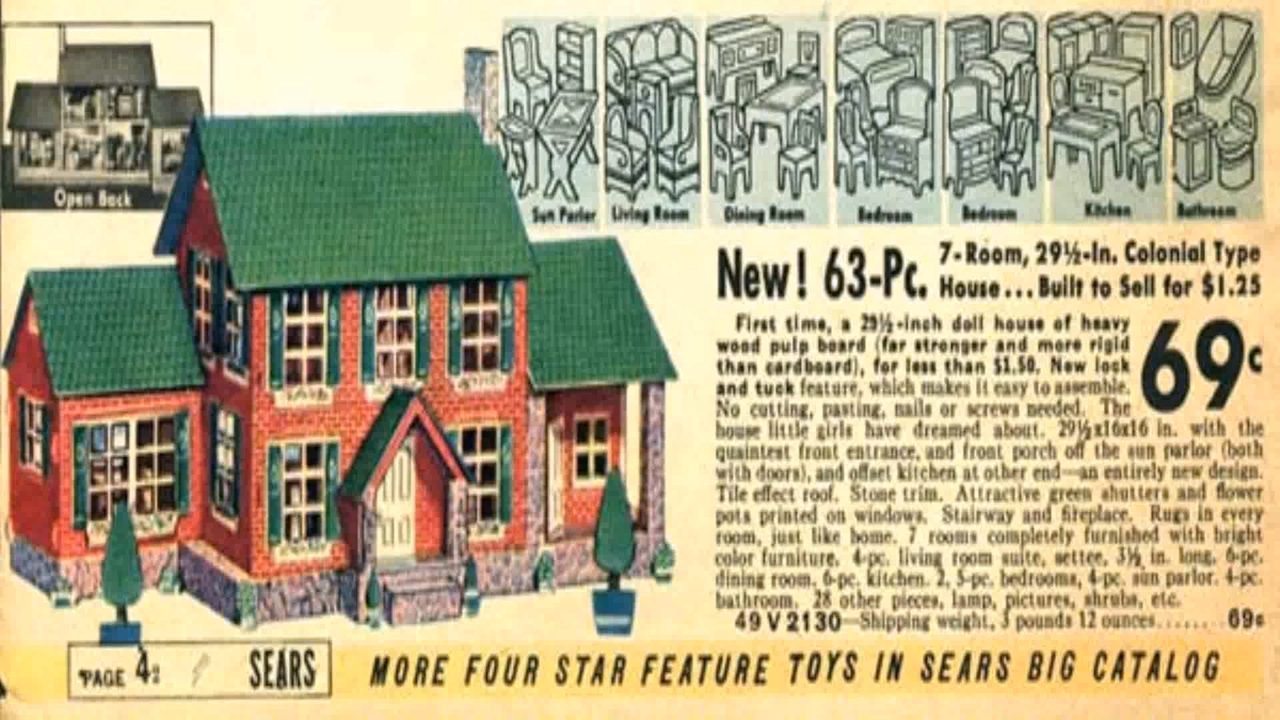 Open Back
Sun Parlor
Living Room
Dining Room
Bedroom
Bedroom
Kitchen
Bathroom
New! 63-Pc. 7-Room, 29½-In. Colonial Type
House...Built to Sell for $1.25
First time, a 29½-inch doll house of heavy
wood pulp board (far stronger and more rigid
than cardboard), for less than $1.50. New lock
and tuck feature, which makes it easy to assemble.
No cutting, pasting, nails or screws needed. The
69c
house little girls have dreamed about. 29½x16x16 in. with the
quaintest front entrance, and front porch off the sun parlor (both
with doors), and offset kitchen at other end—an entirely new design.
Tile effect roof. Stone trim. Attractive green shutters and flower
pots printed on windows. Stairway and fireplace. Rugs in every
room, just like home. 7 rooms completely furnished with bright
color furniture. 4-pc. living room suite, settee, 3½ in. long, 6-pc.
dining room, 6-pc. kitchen. 2, 5-pc. bedrooms, 4-pc. sun parlor. 4-pc.
bathroom. 28 other pieces, lamp, pictures, shrubs, etc.
49 V 2130—Shipping weight, 3 pounds 12 ounces...... 69c
PAGE SEARS
MORE FOUR STAR FEATURE TOYS IN SEARS BIG CATALOG